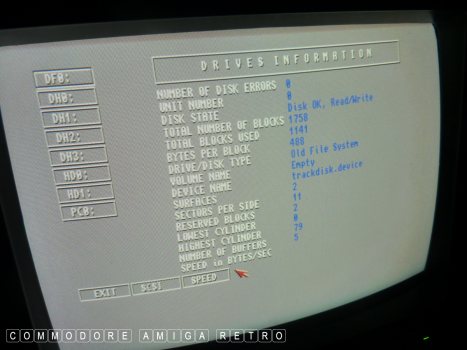 DRIVES INFORMATION
DF0:
DH0:
DH1:
DH2:
DH3:
HD0:
HD1:
PC0:
NUMBER OF DISK ERRORS 0
UNIT NUMBER 0
DISK STATE Disk OK, Read/Write
TOTAL NUMBER OF BLOCKS 1758
TOTAL BLOCKS USED 1141
BYTES PER BLOCK 488
DRIVE/DISK TYPE Old File System
VOLUME NAME Empty
DEVICE NAME trackdisk.device
SURFACES 2
SECTORS PER SIDE 11
RESERVED BLOCKS 2
LOWEST CYLINDER 0
HIGHEST CYLINDER 79
NUMBER OF BUFFERS 5
SPEED in BYTES/SEC
EXIT SCSI SPEED
COMMODORE AMIGA RETRO